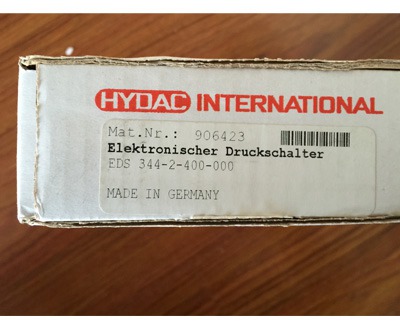 HYDAC INTERNATIONAL
Mat.Nr.: 906423
Elektronischer Druckschalter
EDS 344-2-400-000
MADE IN GERMANY